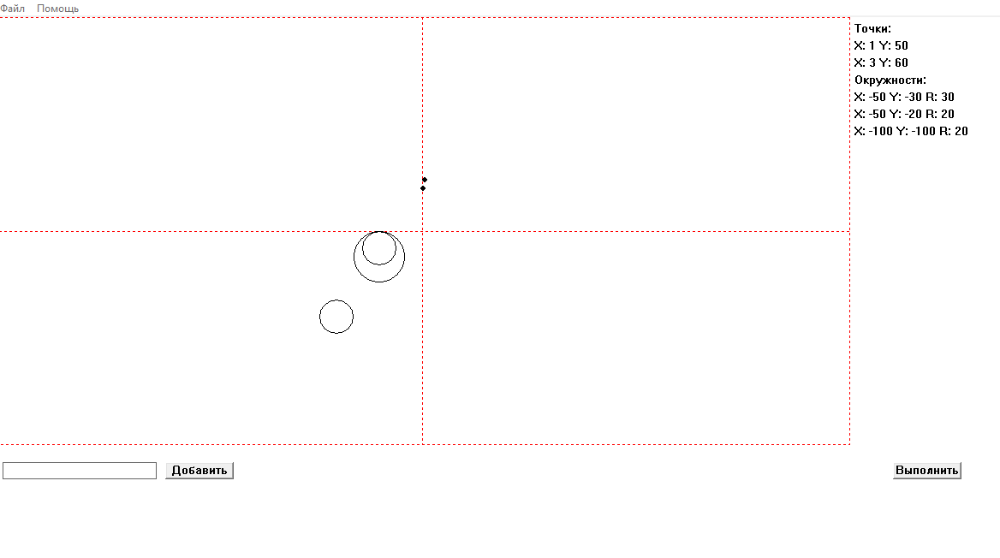 Файл Помощь
Точки:
X: 1 Y: 50
X: 3 Y: 60
Окружности:
X: -50 Y: -30 R: 30
X: -50 Y: -20 R: 20
X: -100 Y: -100 R: 20
Добавить Выполнить